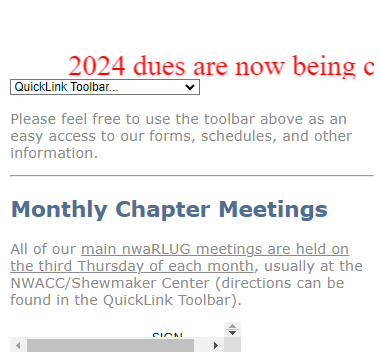 2024 dues are now being c
QuickLink Toolbar...
Please feel free to use the toolbar above as an
easy access to our forms, schedules, and other
information.
Monthly Chapter Meetings
All of our main nwaRLUG meetings are held on
the third Thursday of each month, usually at the
NWACC/Shewmaker Center (directions can
be found in the QuickLink Toolbar).
SIGN